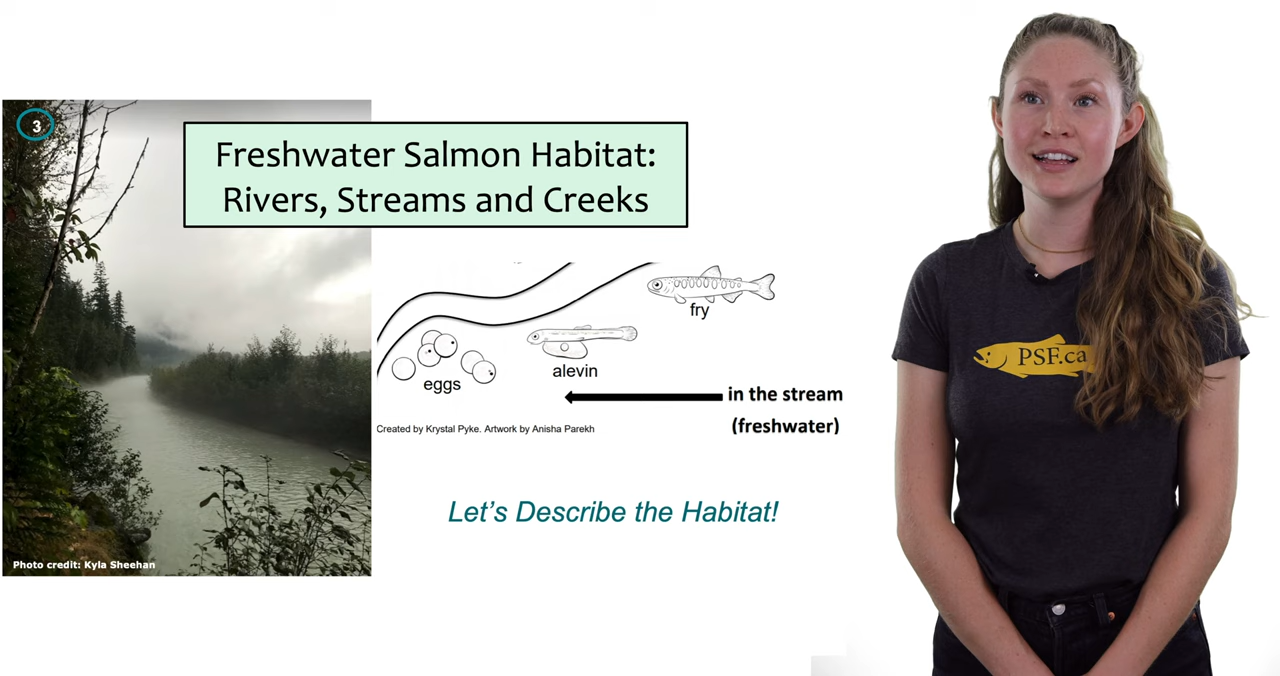 3
Freshwater Salmon Habitat:
Rivers, Streams and Creeks
fry
alevin
eggs
in the stream
(freshwater)
Created by Krystal Pyke. Artwork by Anisha Parekh
Let's Describe the Habitat!
Photo credit: Kyla Sheehan
PSF.ca